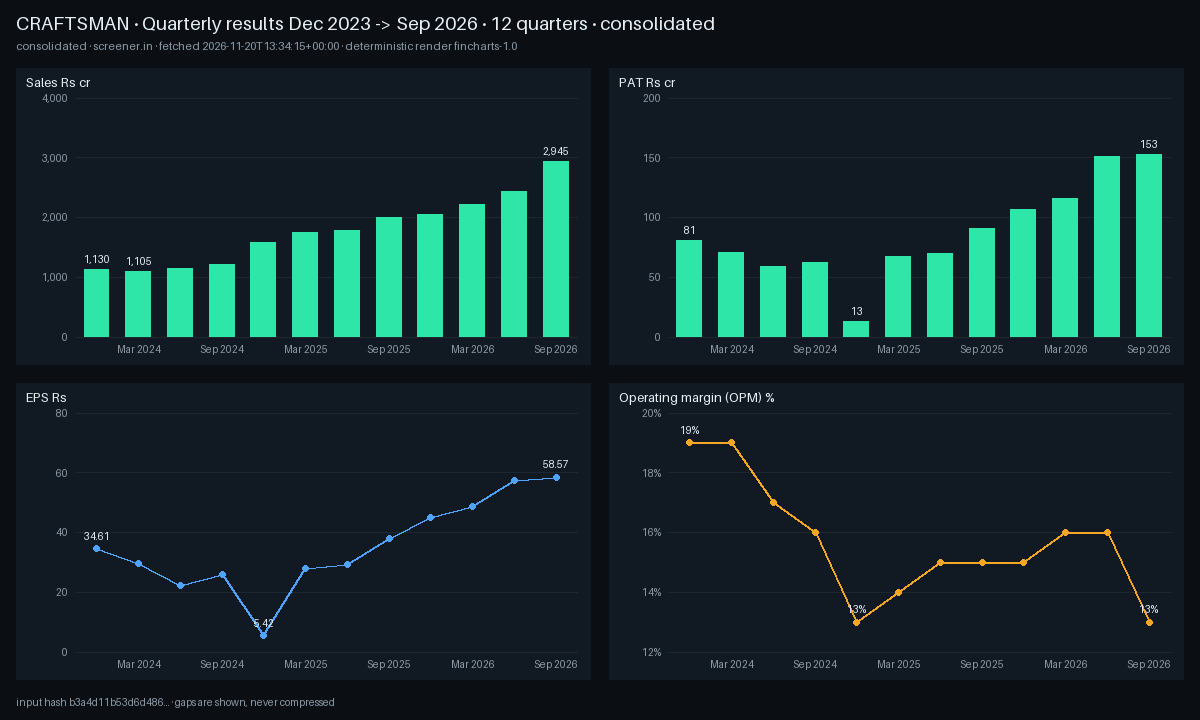 CRAFTSMAN · Quarterly results Dec 2023 -> Sep 2026 · 12 quarters · consolidated
consolidated · screener.in · fetched 2026-11-20T13:34:15+00:00 · deterministic render fincharts-1.0
Sales Rs cr
4,000
3,000
2,000
1,000
0
1,130
1,105
2,945
Mar 2024
Sep 2024
Mar 2025
Sep 2025
Mar 2026
Sep 2026
PAT Rs cr
200
150
100
50
0
81
13
153
Mar 2024
Sep 2024
Mar 2025
Sep 2025
Mar 2026
Sep 2026
EPS Rs
80
60
40
20
0
34.61
5.42
58.57
Mar 2024
Sep 2024
Mar 2025
Sep 2025
Mar 2026
Sep 2026
Operating margin (OPM) %
20%
18%
16%
14%
12%
19%
13%
13%
Mar 2024
Sep 2024
Mar 2025
Sep 2025
Mar 2026
Sep 2026
input hash b3a4d11b53d6d486… · gaps are shown, never compressed